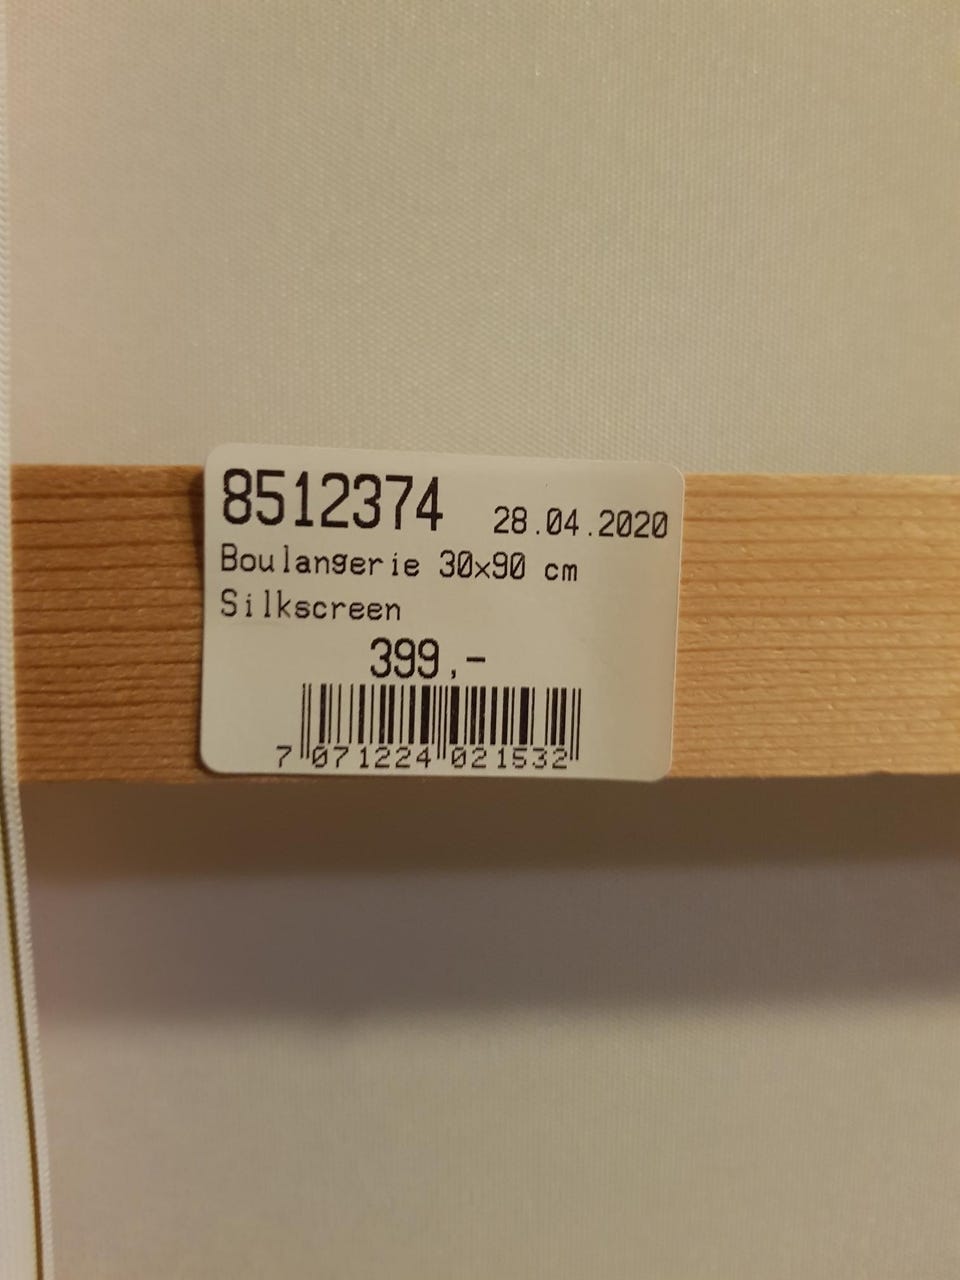 8512374 28.04.2020
Boulangerie 30x90 cm
Silkscreen
399,-
7 071224 021532